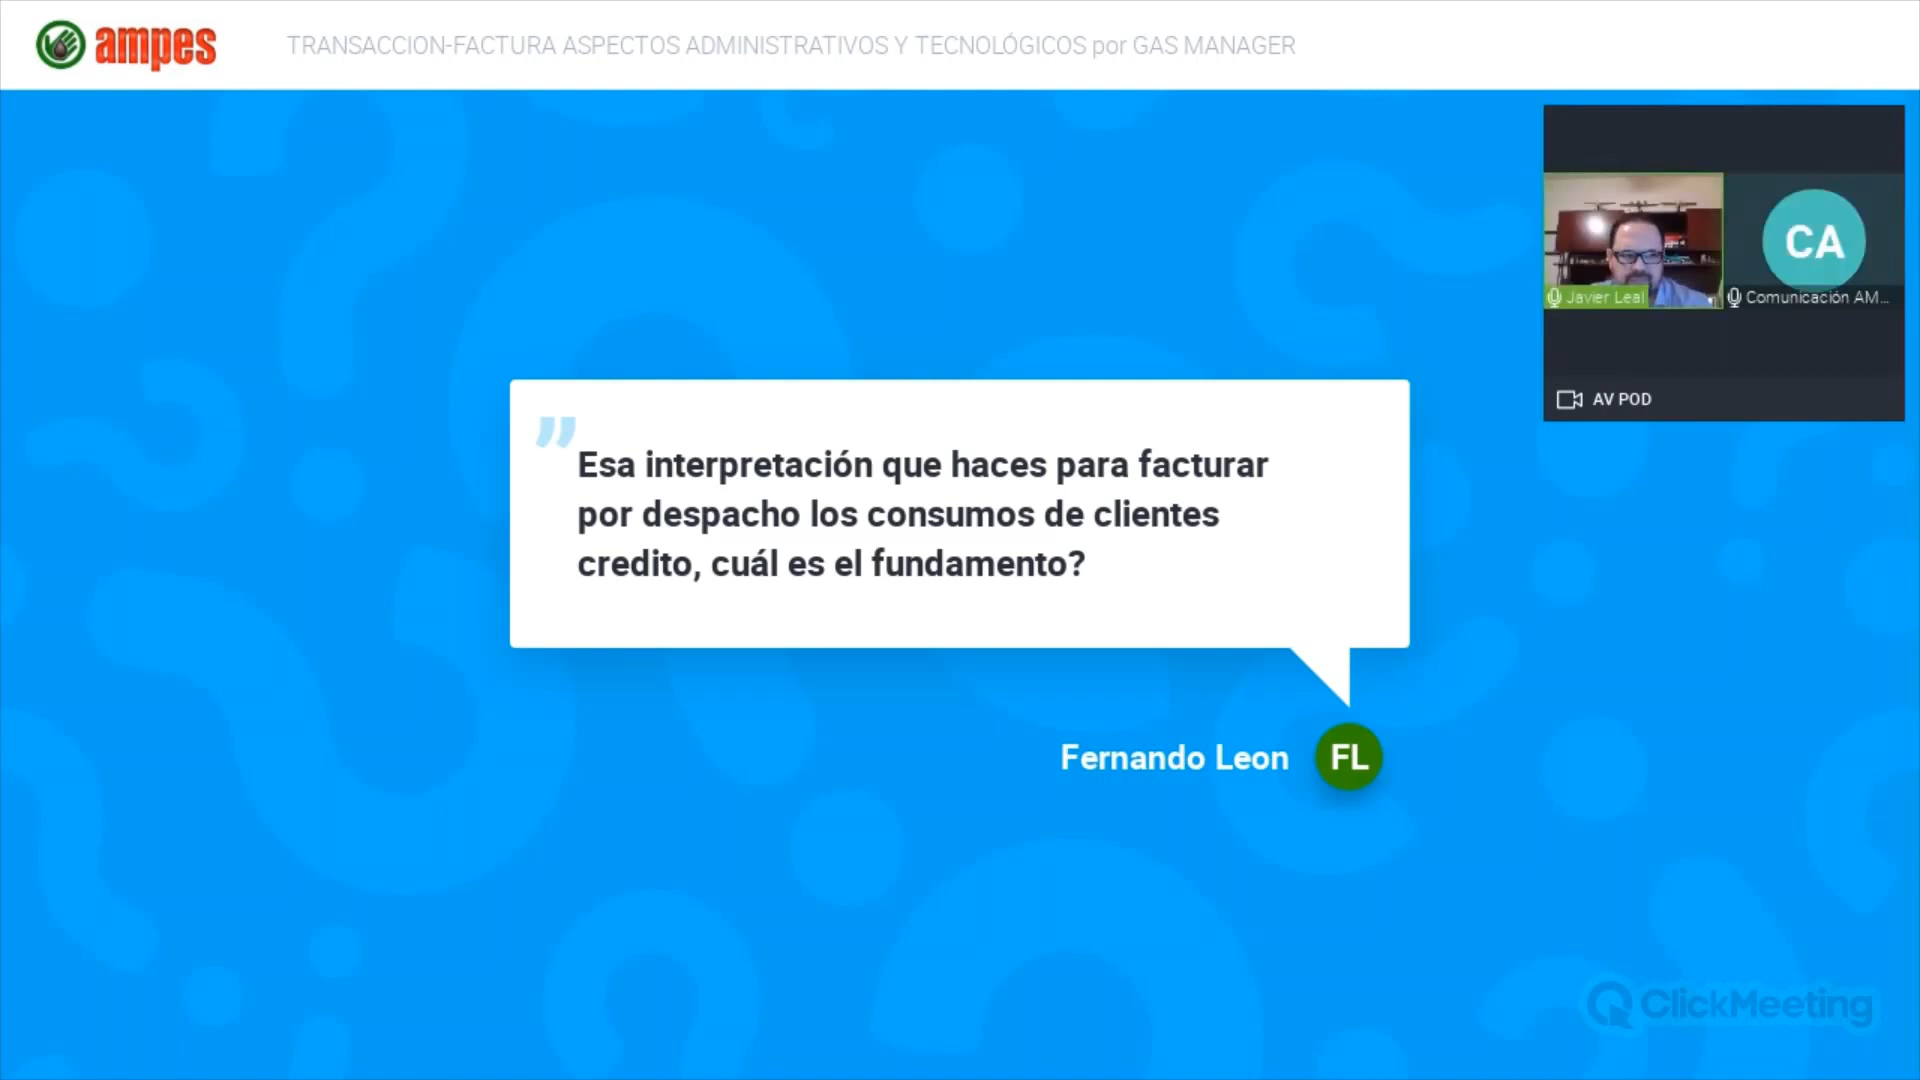 ampes
TRANSACCION-FACTURA ASPECTOS ADMINISTRATIVOS Y TECNOLÓGICOS por GAS MANAGER
CA
Javier Leal
Comunicación AM...
AV POD
Esa interpretación que haces para facturar
por despacho los consumos de clientes
credito, cuál es el fundamento?
Fernando Leon
FL
ClickMeeting